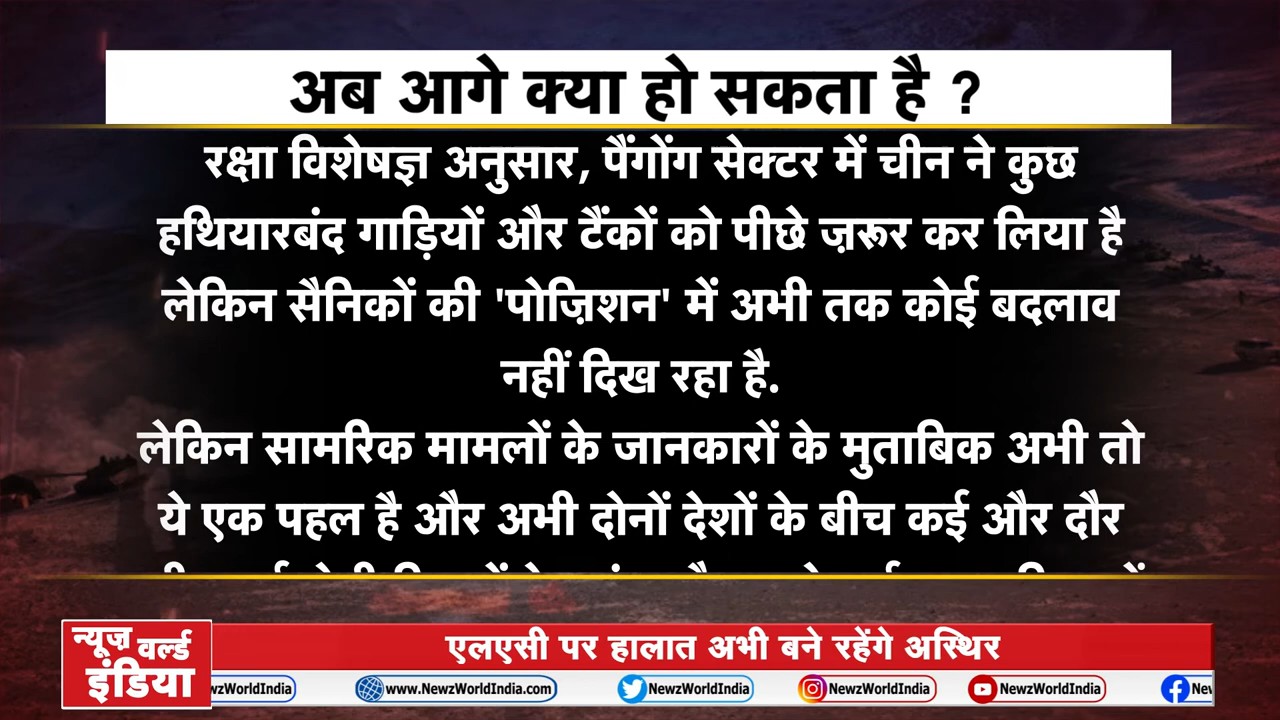 अब आगे क्या हो सकता है ?
रक्षा विशेषज्ञ अनुसार, पैंगोंग सेक्टर में चीन ने कुछ
हथियारबंद गाड़ियों और टैंकों को पीछे ज़रूर कर लिया है
लेकिन सैनिकों की 'पोज़िशन' में अभी तक कोई बदलाव
नहीं दिख रहा है.
लेकिन सामरिक मामलों के जानकारों के मुताबिक अभी तो
ये एक पहल है और अभी दोनों देशों के बीच कई और दौर
न्यूज़ वर्ल्ड
इंडिया
एलएसी पर हालात अभी बने रहेंगे अस्थिर
wzWorldIndia www.NewzWorldIndia.com NewzWorldIndia NewzWorldIndia NewzWorldIndia Nev